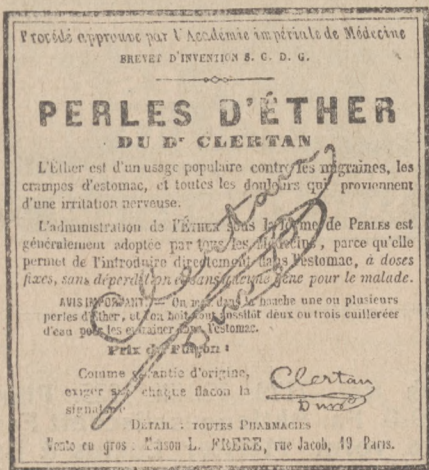 Procédé approuvé par l'Académie impériale de Médecine
BREVET D'INVENTION S. G. D. G.
PERLES D'ÉTHER
DU Dr CLERTAN
L'Éther est d'un usage populaire contre les migraines, les
crampes d'estomac, et toutes les douleurs qui proviennent
d'une irritation nerveuse.
L'administration de l'ÉTHER sous la forme de PERLES est
généralement adoptée par tous les médecins, parce qu'elle
permet de l'introduire directement dans l'estomac, à doses
fixes, sans déperdition et sans aucune gêne pour le malade.
AVIS IMPORTANT. — On met dans la bouche une ou plusieurs
perles d'éther, et l'on boit aussitôt deux ou trois cuillerées
d'eau pour les entraîner dans l'estomac.
Prix du Flacon :
Comme garantie d'origine,
exiger sur chaque flacon la
signature
Clertan
DÉTAIL : TOUTES PHARMACIES
Vente en gros : Maison L. FRERE, rue Jacob, 19 Paris.